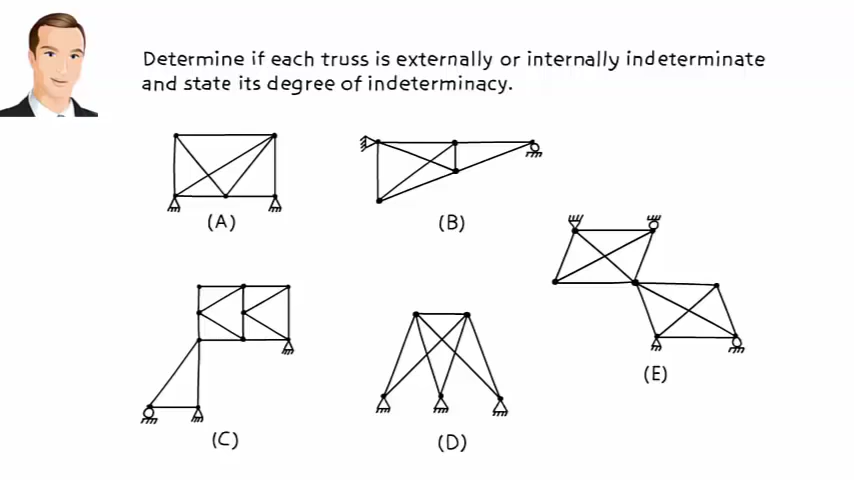 Determine if each truss is externally or internally indeterminate
and state its degree of indeterminacy.
(A)
(B)
(C)
(D)
(E)